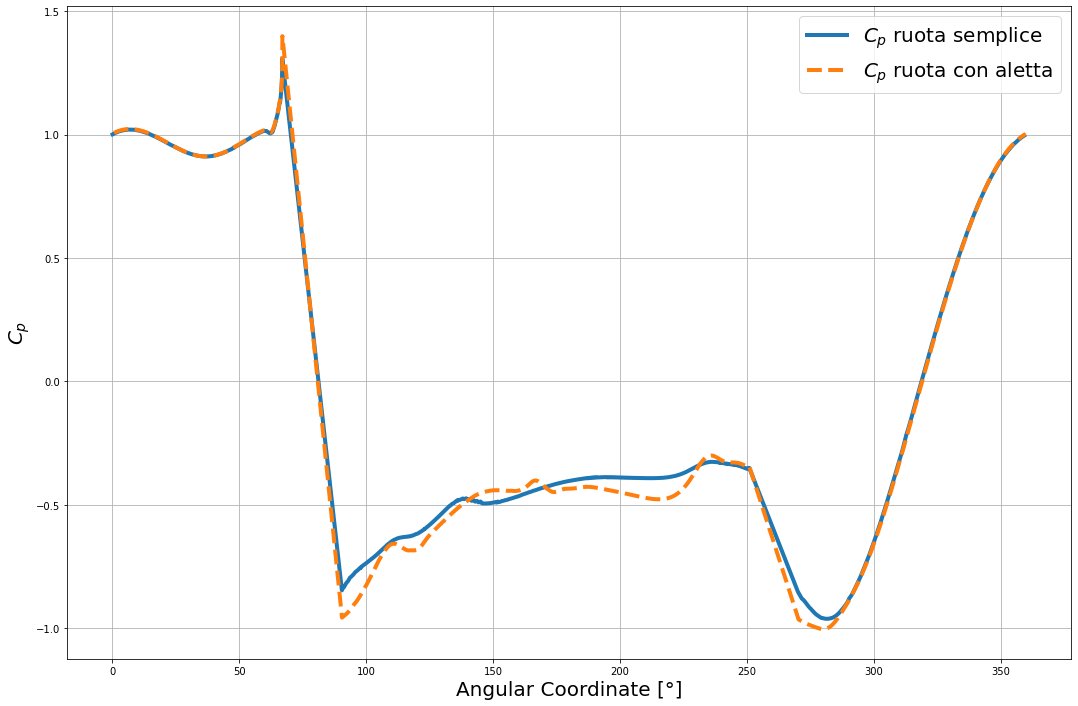 1.5
1.0
0.5
0.0
−0.5
−1.0
0 50 100 150 200 250 300 350
C_p
Angular Coordinate [°]
C_p ruota semplice
C_p ruota con aletta